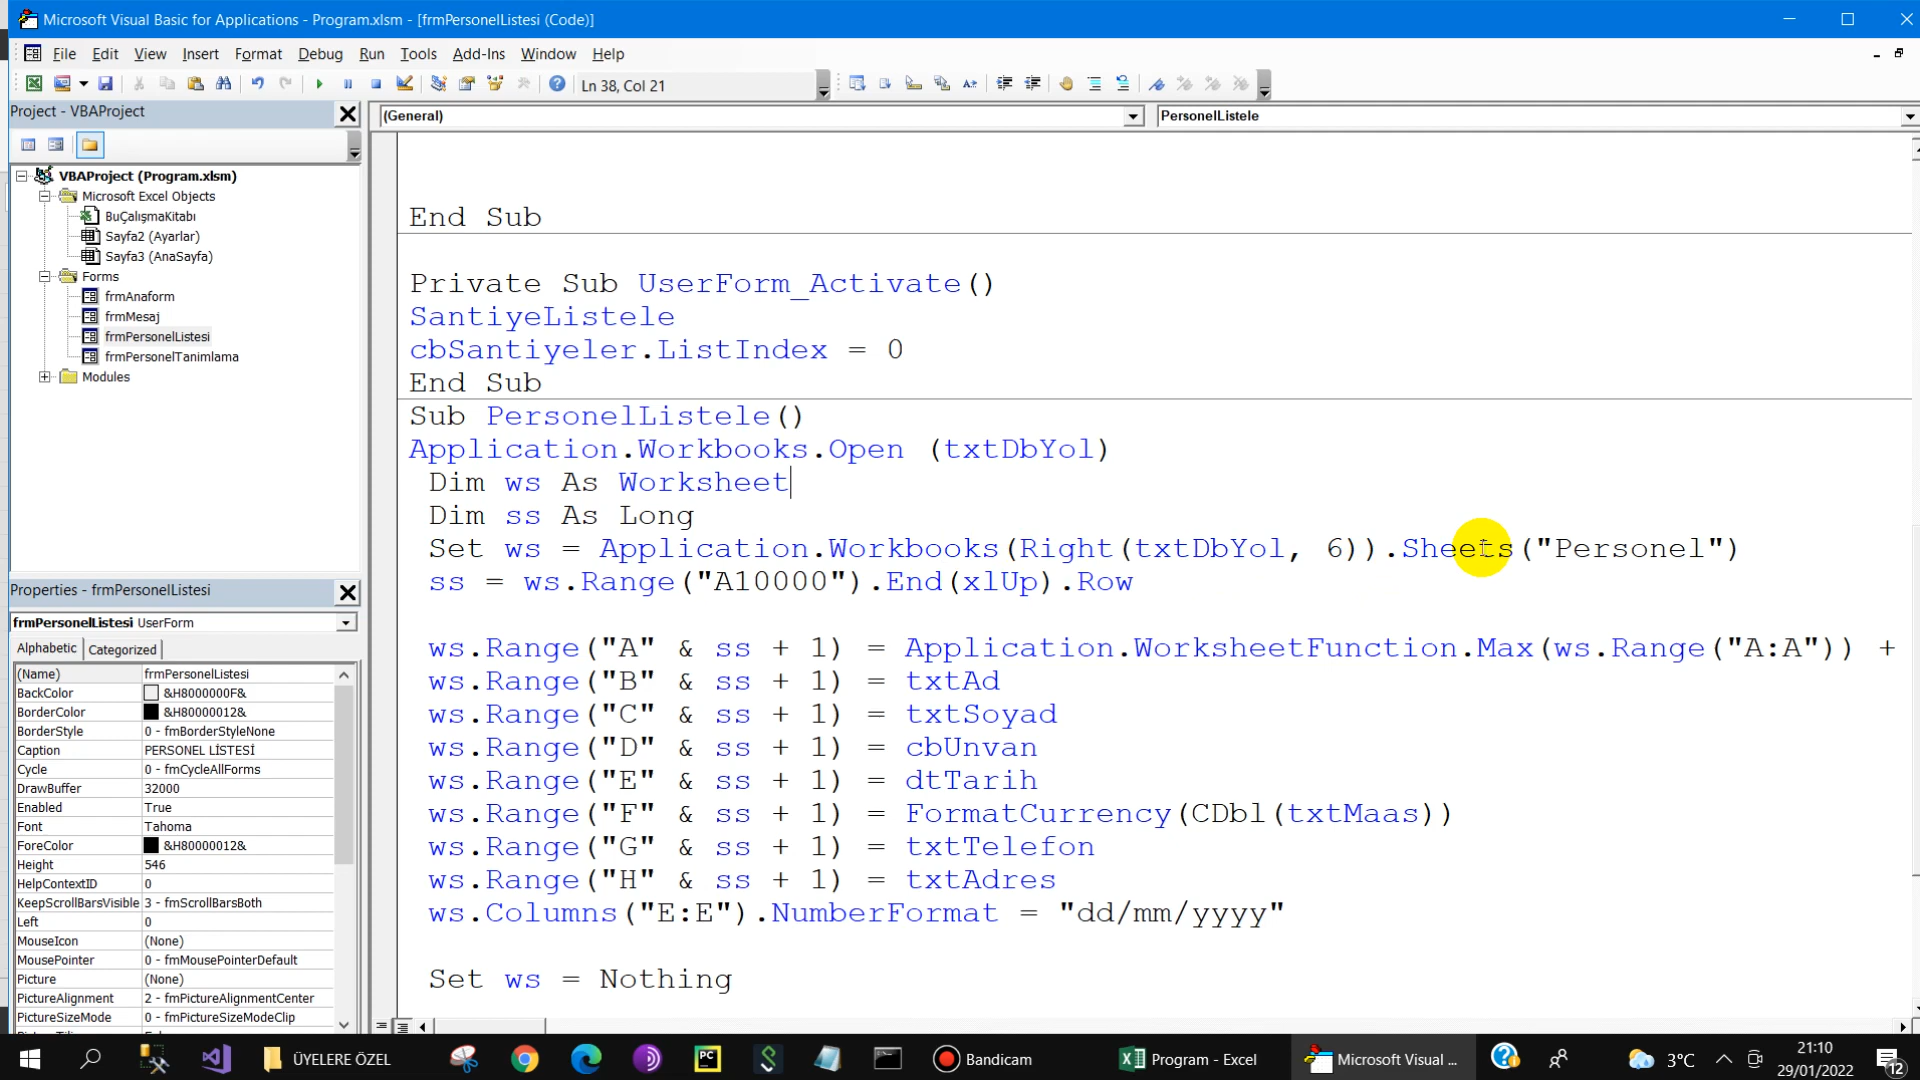 Microsoft Visual Basic for Applications - Program.xlsm - [frmPersonelListesi (Code)]
File Edit View Insert Format Debug Run Tools Add-Ins Window Help
Ln 38, Col 21
Project - VBAProject
(General)
PersonelListele
VBAProject (Program.xlsm)
Microsoft Excel Objects
BuÇalışmaKitabı
Sayfa2 (Ayarlar)
Sayfa3 (AnaSayfa)
Forms
frmAnaform
frmMesaj
frmPersonelListesi
frmPersonelTanimlama
Modules
End Sub
Private Sub UserForm_Activate()
SantiyeListele
cbSantiyeler.ListIndex = 0
End Sub
Sub PersonelListele()
Application.Workbooks.Open (txtDbYol)
Dim ws As Worksheet
Dim ss As Long
Set ws = Application.Workbooks(Right(txtDbYol, 6)).Sheets("Personel")
ss = ws.Range("A10000").End(xlUp).Row
ws.Range("A" & ss + 1) = Application.WorksheetFunction.Max(ws.Range("A:A")) +
ws.Range("B" & ss + 1) = txtAd
ws.Range("C" & ss + 1) = txtSoyad
ws.Range("D" & ss + 1) = cbUnvan
ws.Range("E" & ss + 1) = dtTarih
ws.Range("F" & ss + 1) = FormatCurrency(CDbl(txtMaas))
ws.Range("G" & ss + 1) = txtTelefon
ws.Range("H" & ss + 1) = txtAdres
ws.Columns("E:E").NumberFormat = "dd/mm/yyyy"
Set ws = Nothing
Properties - frmPersonelListesi
frmPersonelListesi UserForm
Alphabetic Categorized
(Name) frmPersonelListesi
BackColor &H8000000F&
BorderColor &H80000012&
BorderStyle 0 - fmBorderStyleNone
Caption PERSONEL LİSTESİ
Cycle 0 - fmCycleAllForms
DrawBuffer 32000
Enabled True
Font Tahoma
ForeColor &H80000012&
Height 546
HelpContextID 0
KeepScrollBarsVisible 3 - fmScrollBarsBoth
Left 0
MouseIcon (None)
MousePointer 0 - fmMousePointerDefault
Picture (None)
PictureAlignment 2 - fmPictureAlignmentCenter
PictureSizeMode 0 - fmPictureSizeModeClip
ÜYELERE ÖZEL
PC
Bandicam
Program - Excel
Microsoft Visual ...
3°C
21:10
29/01/2022
12